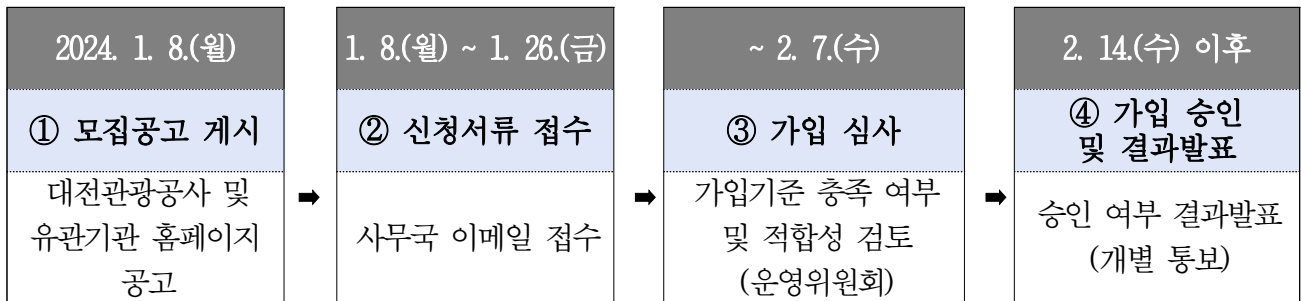 2024. 1. 8.(월)
① 모집공고 게시
대전관광공사 및
유관기관 홈페이지
공고
➡
1. 8.(월) ~ 1. 26.(금)
② 신청서류 접수
사무국 이메일 접수
➡
~ 2. 7.(수)
③ 가입 심사
가입기준 충족 여부
및 적합성 검토
(운영위원회)
➡
2. 14.(수) 이후
④ 가입 승인
및 결과발표
승인 여부 결과발표
(개별 통보)